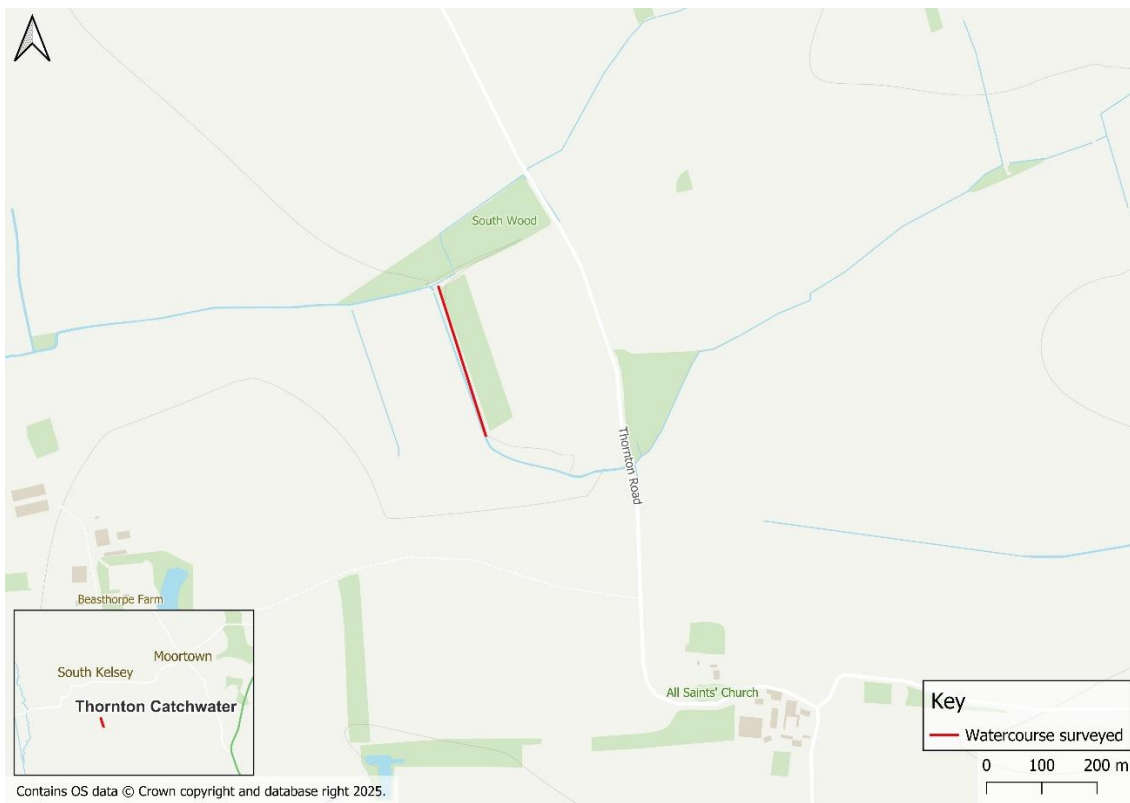 South Wood
Thornton Road
Beasthorpe Farm
Moortown
South Kelsey
Thornton Catchwater
All Saints' Church
Key
Watercourse surveyed
0 100 200 m
Contains OS data © Crown copyright and database right 2025.